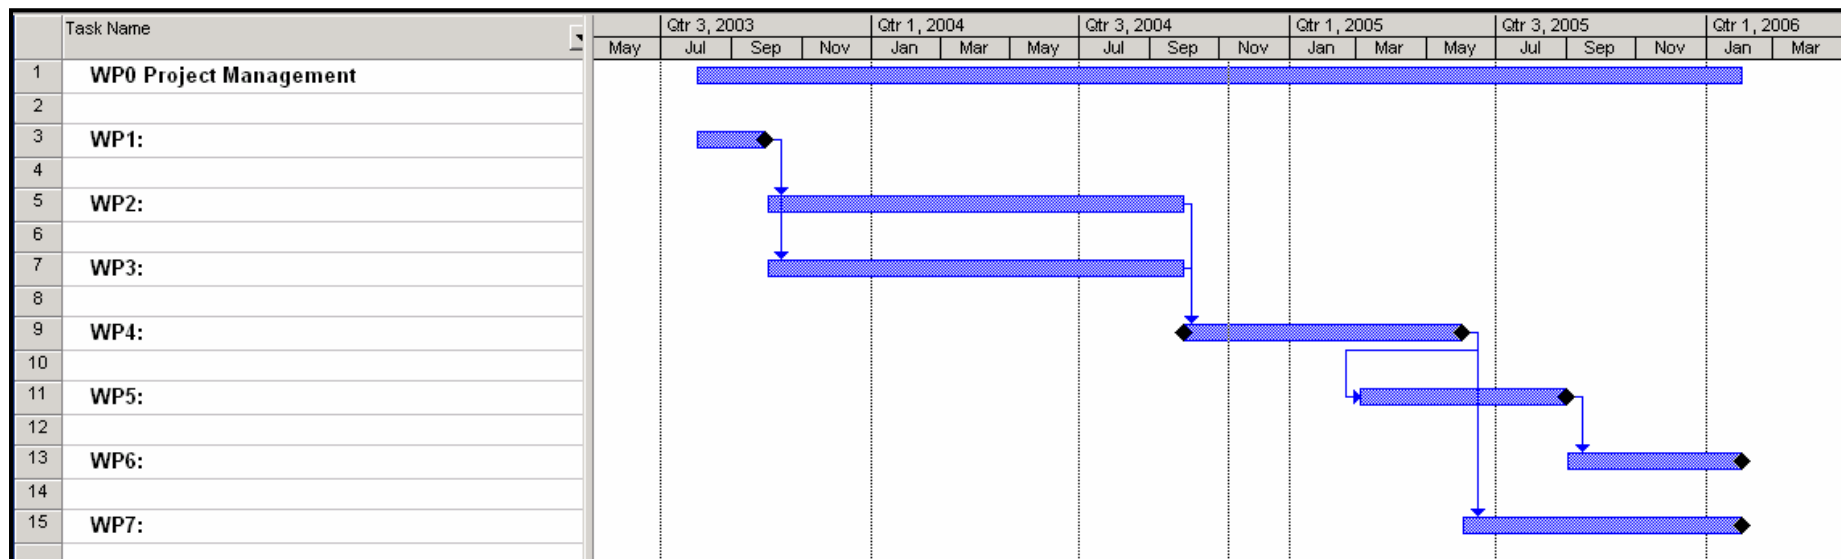 Task Name
Qtr 3, 2003 Qtr 1, 2004 Qtr 3, 2004 Qtr 1, 2005 Qtr 3, 2005 Qtr 1, 2006
May Jul Sep Nov Jan Mar May Jul Sep Nov Jan Mar May Jul Sep Nov Jan Mar
1 WP0 Project Management
2
3 WP1:
4
5 WP2:
6
7 WP3:
8
9 WP4:
10
11 WP5:
12
13 WP6:
14
15 WP7: